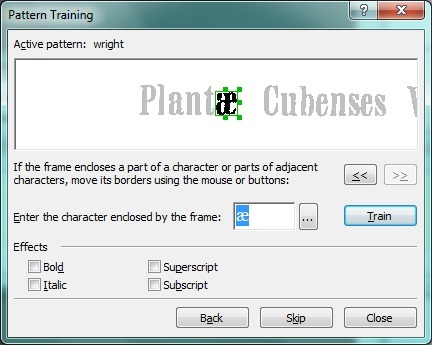 Pattern Training
Active pattern: wright
Plantæ Cubenses
If the frame encloses a part of a character or parts of adjacent
characters, move its borders using the mouse or buttons:
<< >>
Enter the character enclosed by the frame: æ ... Train
Effects
Bold Superscript
Italic Subscript
Back Skip Close